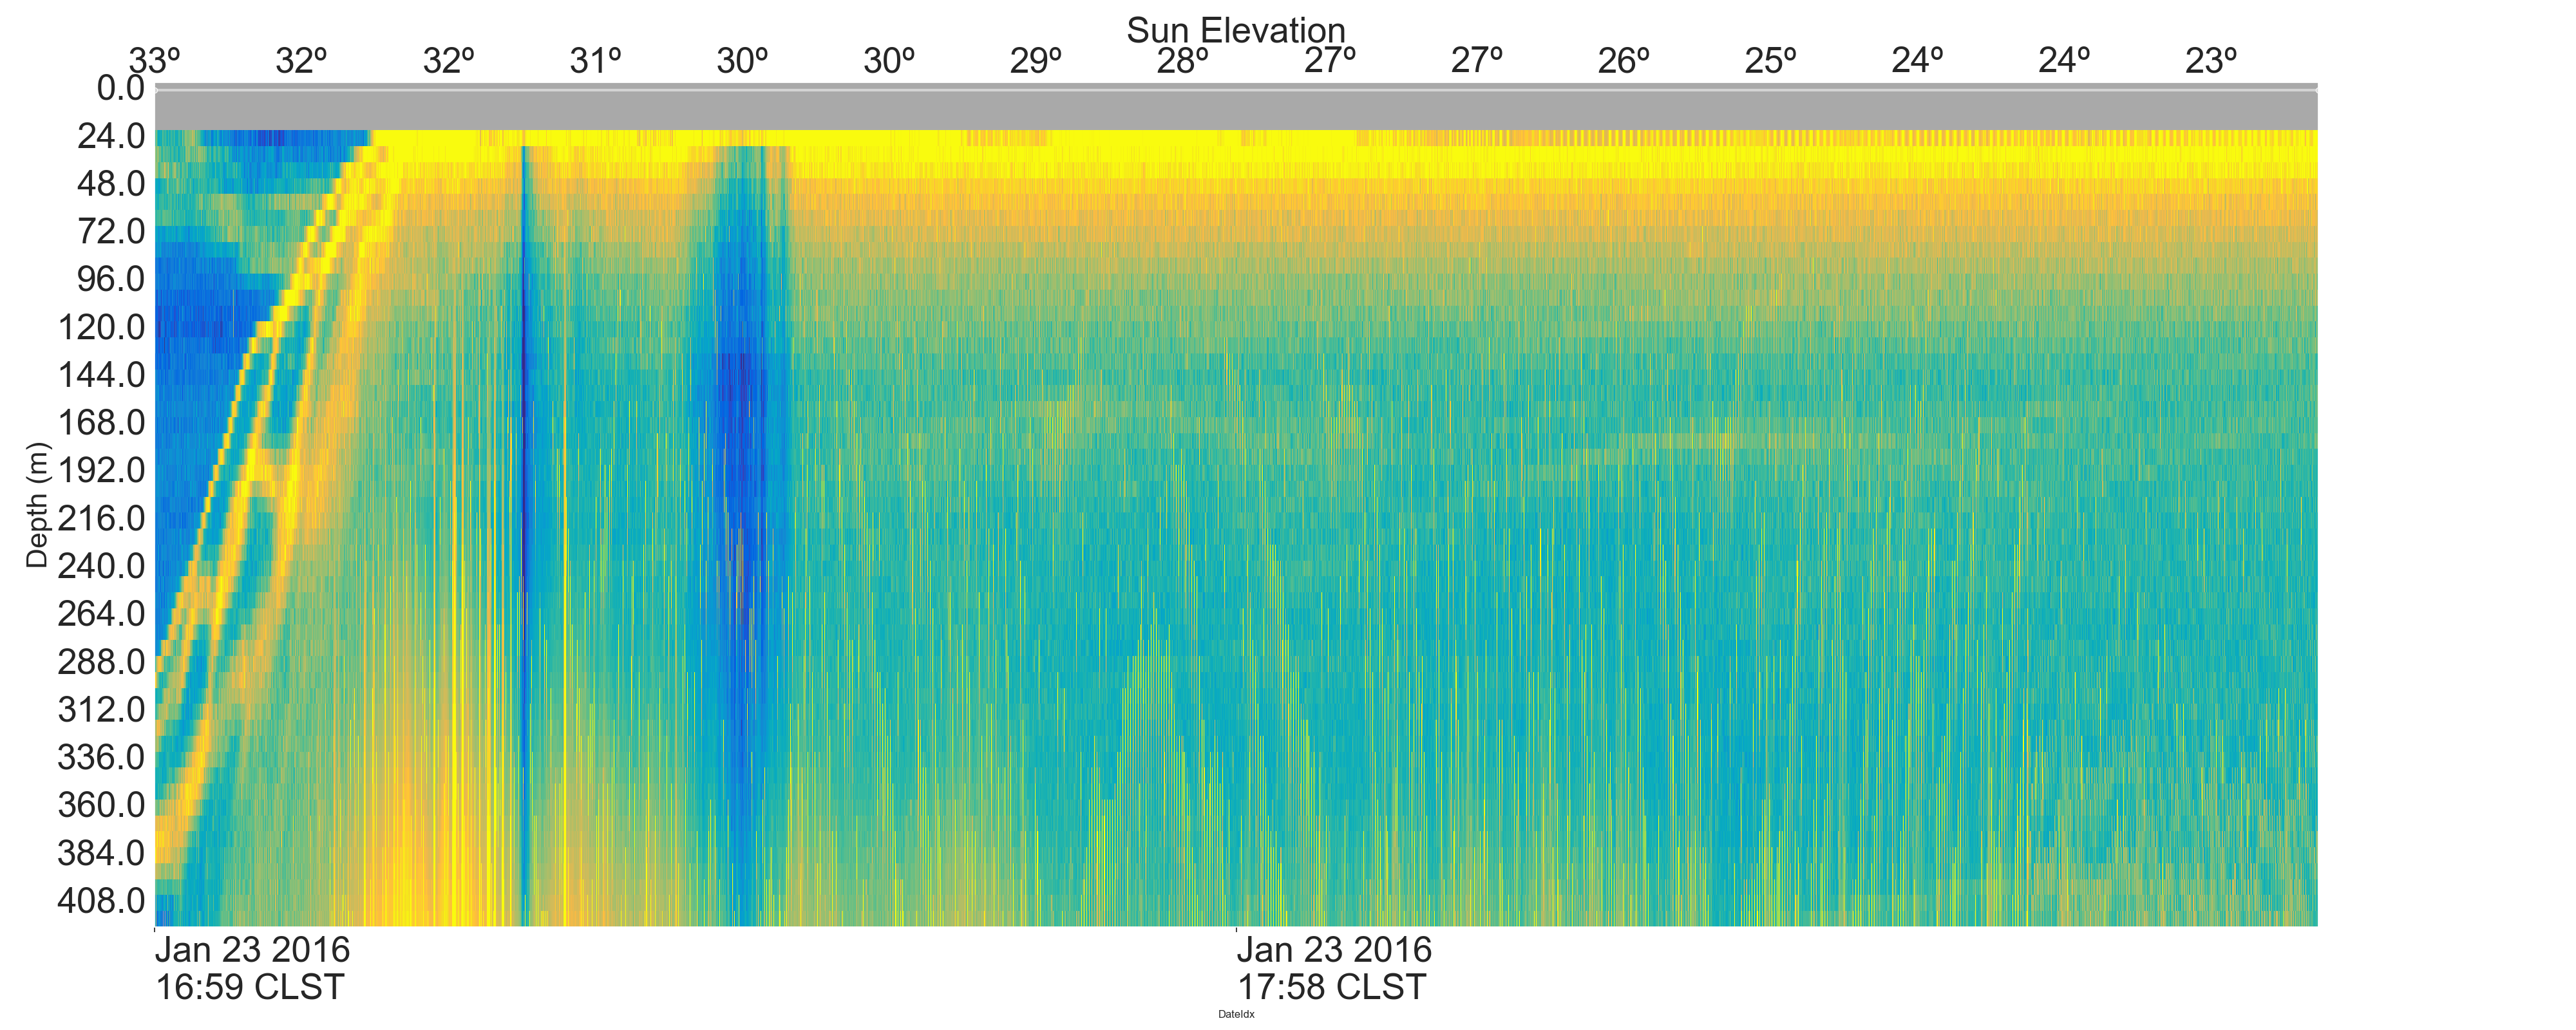 Sun Elevation
33º 32º 32º 31º 30º 30º 29º 28º 27º 27º 26º 25º 24º 24º 23º
0.0
24.0
48.0
72.0
96.0
120.0
144.0
168.0
192.0
216.0
240.0
264.0
288.0
312.0
336.0
360.0
384.0
408.0
Depth (m)
Jan 23 2016
16:59 CLST
Jan 23 2016
17:58 CLST
DateIdx